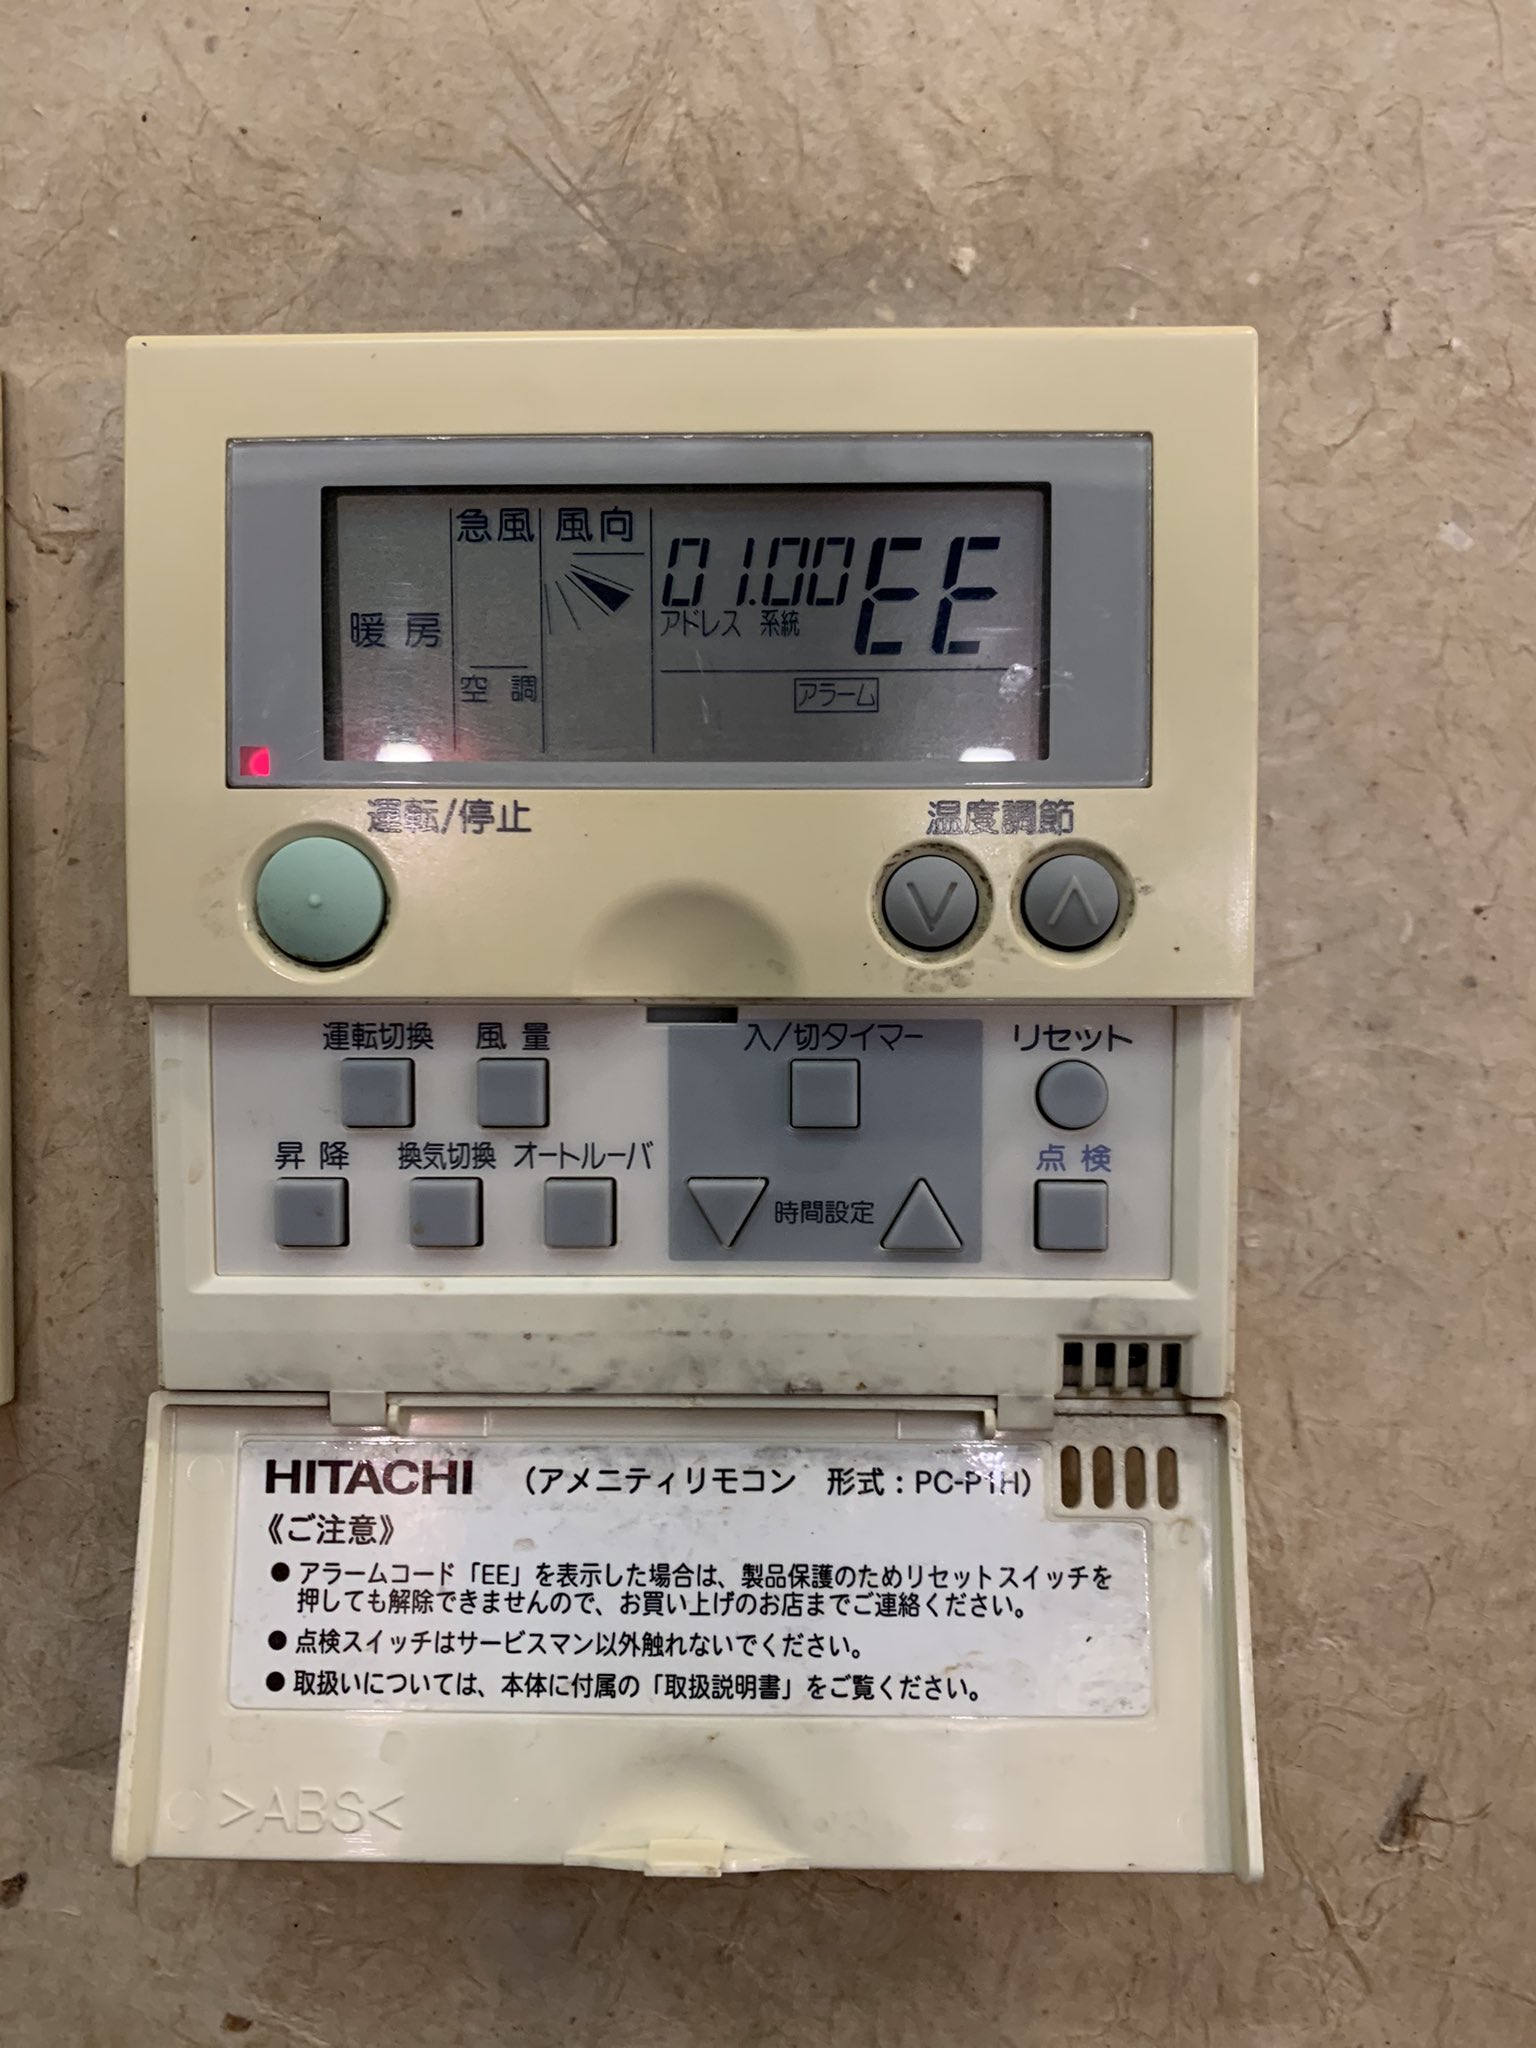 急風 風向
01.00 EE
アドレス 系統
暖房
空調
アラーム
運転/停止
温度調節
運転切換 風量 入/切タイマー リセット
昇降 換気切換 オートルーバ 時間設定 点検
HITACHI (アメニティリモコン 形式：PC-P1H)
《ご注意》
● アラームコード「EE」を表示した場合は、製品保護のためリセットスイッチを
押しても解除できませんので、お買い上げのお店までご連絡ください。
● 点検スイッチはサービスマン以外触れないでください。
● 取扱いについては、本体に付属の「取扱説明書」をご覧ください。
>ABS<